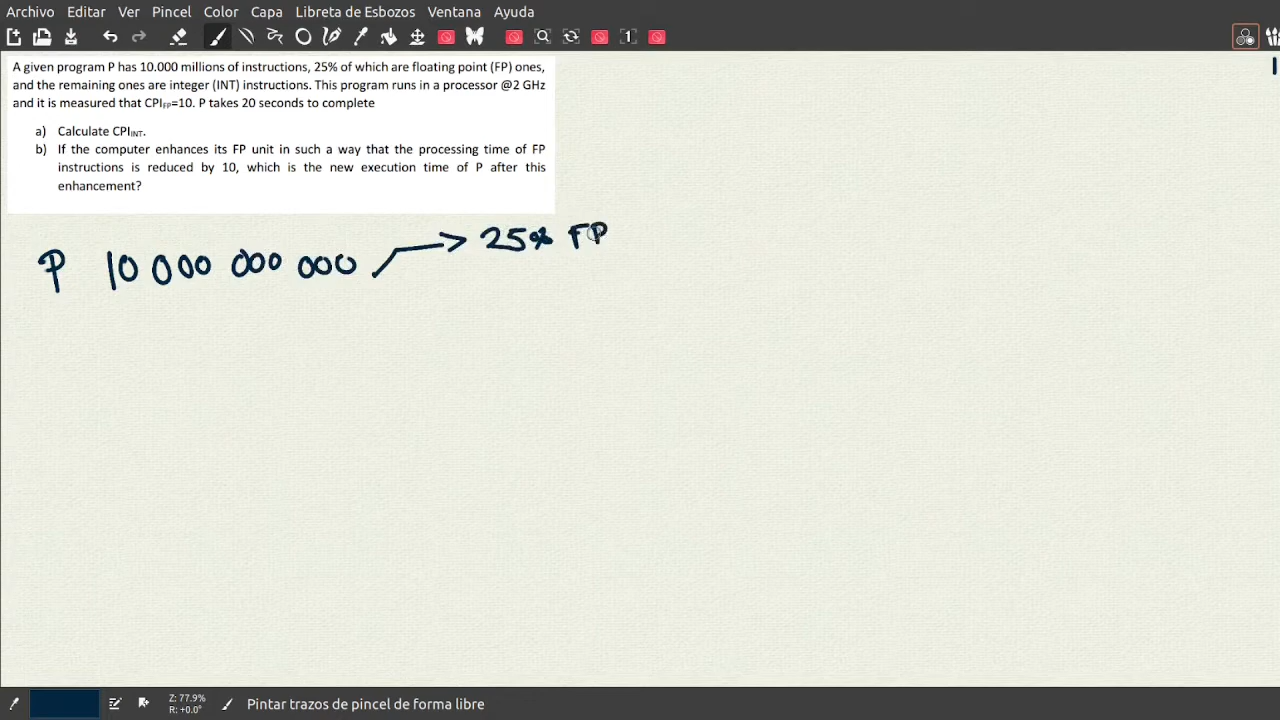 Archivo Editar Ver Pincel Color Capa Libreta de Esbozos Ventana Ayuda
1
A given program P has 10.000 millions of instructions, 25% of which are floating point (FP) ones,
and the remaining ones are integer (INT) instructions. This program runs in a processor @2 GHz
and it is measured that CPIFP=10. P takes 20 seconds to complete
a) Calculate CPIINT.
b) If the computer enhances its FP unit in such a way that the processing time of FP
instructions is reduced by 10, which is the new execution time of P after this
enhancement?
25% FP
P 10 000 000 000
Z: 77.9%
R: +0.0°
Pintar trazos de pincel de forma libre